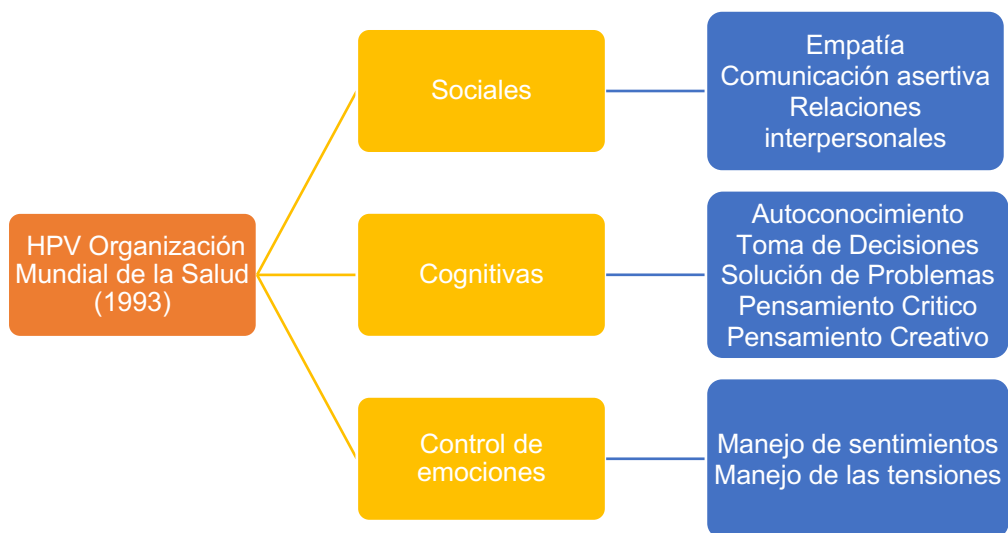 HPV Organización
Mundial de la Salud
(1993)
Sociales
Empatía
Comunicación asertiva
Relaciones
interpersonales
Cognitivas
Autoconocimiento
Toma de Decisiones
Solución de Problemas
Pensamiento Critico
Pensamiento Creativo
Control de
emociones
Manejo de sentimientos
Manejo de las tensiones